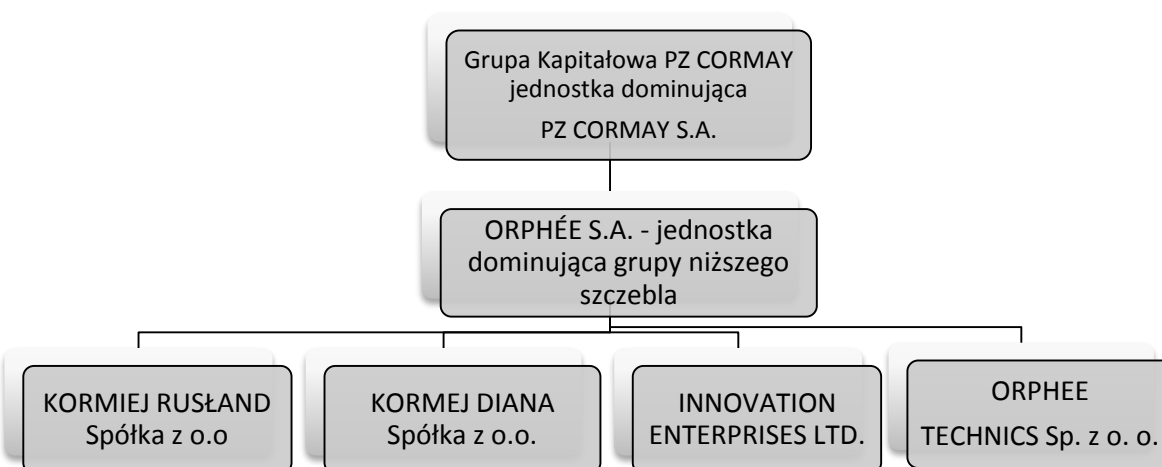 Grupa Kapitałowa PZ CORMAY
jednostka dominująca
PZ CORMAY S.A.
ORPHÉE S.A. - jednostka
dominująca grupy niższego
szczebla
KORMIEJ RUSŁAND
Spółka z o.o
KORMEJ DIANA
Spółka z o.o.
INNOVATION
ENTERPRISES LTD.
ORPHEE
TECHNICS Sp. z o. o.